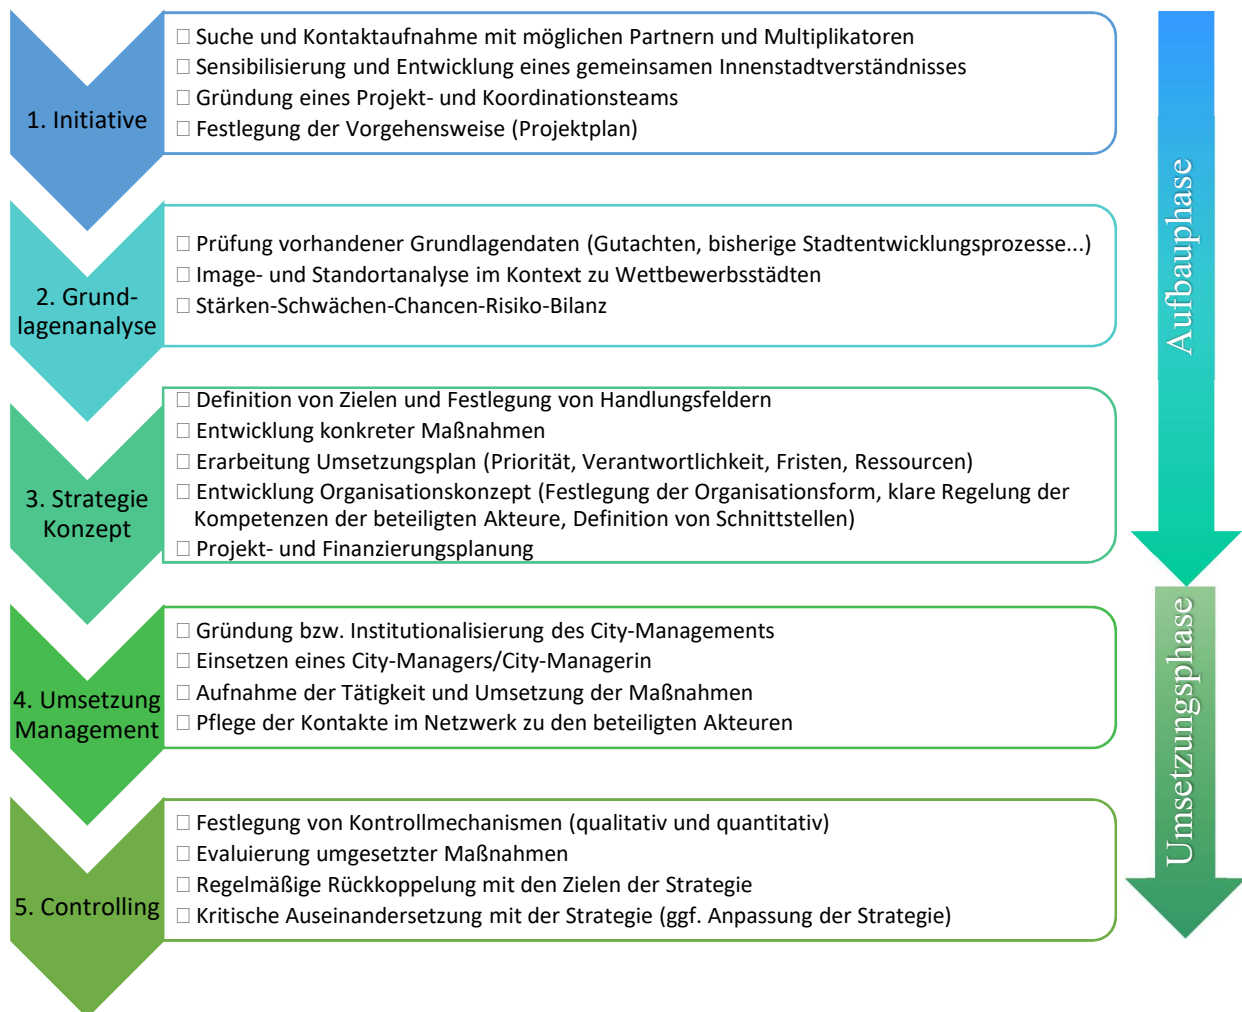 1. Initiative
☐ Suche und Kontaktaufnahme mit möglichen Partnern und Multiplikatoren
☐ Sensibilisierung und Entwicklung eines gemeinsamen Innenstadtverständnisses
☐ Gründung eines Projekt- und Koordinationsteams
☐ Festlegung der Vorgehensweise (Projektplan)
2. Grund-
lagenanalyse
☐ Prüfung vorhandener Grundlagendaten (Gutachten, bisherige Stadtentwicklungsprozesse...)
☐ Image- und Standortanalyse im Kontext zu Wettbewerbsstädten
☐ Stärken-Schwächen-Chancen-Risiko-Bilanz
3. Strategie
Konzept
☐ Definition von Zielen und Festlegung von Handlungsfeldern
☐ Entwicklung konkreter Maßnahmen
☐ Erarbeitung Umsetzungsplan (Priorität, Verantwortlichkeit, Fristen, Ressourcen)
☐ Entwicklung Organisationskonzept (Festlegung der Organisationsform, klare Regelung der
Kompetenzen der beteiligten Akteure, Definition von Schnittstellen)
☐ Projekt- und Finanzierungsplanung
4. Umsetzung
Management
☐ Gründung bzw. Institutionalisierung des City-Managements
☐ Einsetzen eines City-Managers/City-Managerin
☐ Aufnahme der Tätigkeit und Umsetzung der Maßnahmen
☐ Pflege der Kontakte im Netzwerk zu den beteiligten Akteuren
5. Controlling
☐ Festlegung von Kontrollmechanismen (qualitativ und quantitativ)
☐ Evaluierung umgesetzter Maßnahmen
☐ Regelmäßige Rückkoppelung mit den Zielen der Strategie
☐ Kritische Auseinandersetzung mit der Strategie (ggf. Anpassung der Strategie)
Aufbauphase
Umsetzungsphase